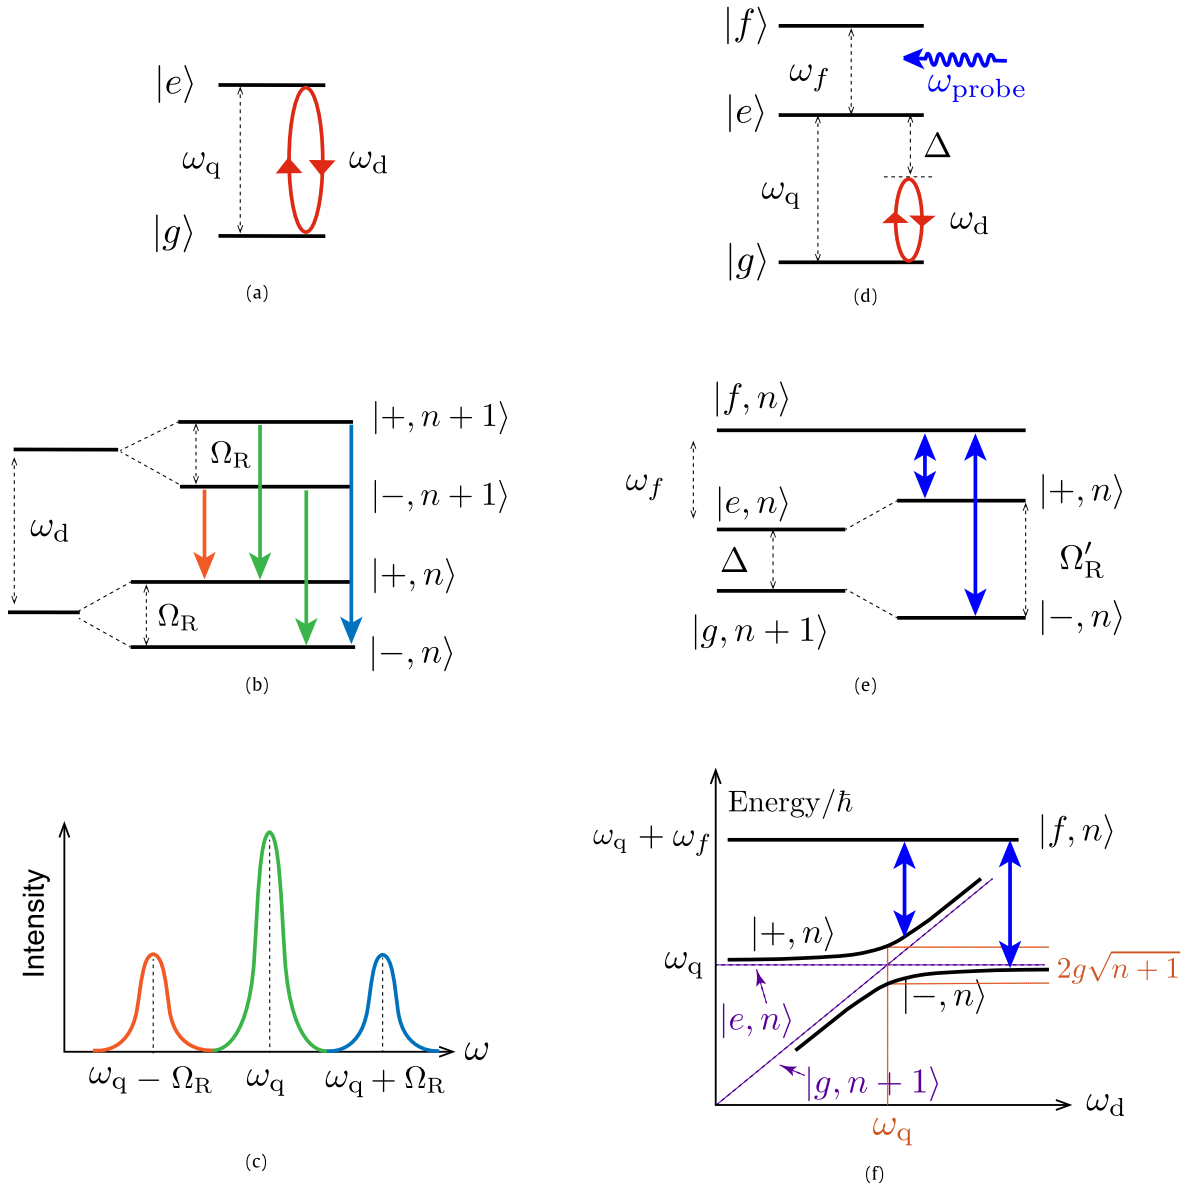 |e⟩
ω_q
ω_d
|g⟩
(a)
|f⟩
ω_f
ω_probe
|e⟩
Δ
ω_q
ω_d
|g⟩
(d)
|+, n + 1⟩
Ω_R
|−, n + 1⟩
ω_d
|+, n⟩
Ω_R
|−, n⟩
(b)
|f, n⟩
ω_f
|e, n⟩
|+, n⟩
Δ
Ω′_R
|g, n + 1⟩
|−, n⟩
(e)
Intensity
ω
ω_q − Ω_R
ω_q
ω_q + Ω_R
(c)
Energy/ℏ
ω_q + ω_f
|f, n⟩
|+, n⟩
ω_q
2g√n + 1
|−, n⟩
|e, n⟩
|g, n + 1⟩
ω_d
ω_q
(f)